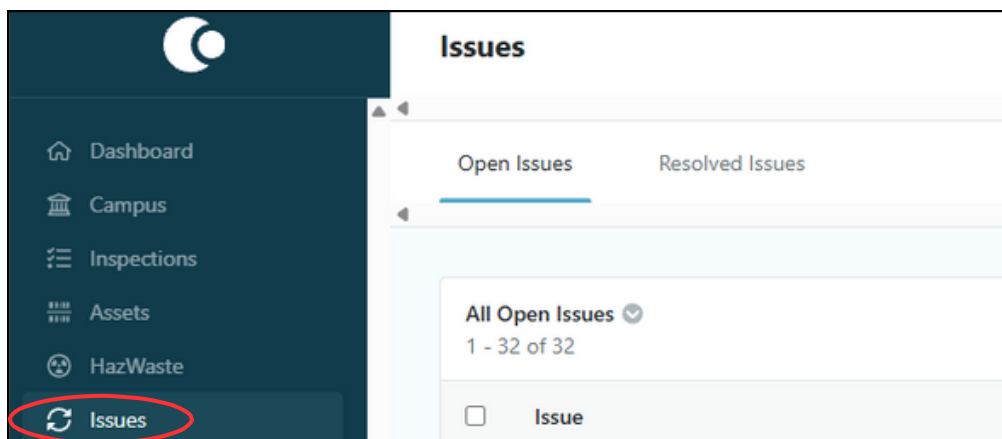 Issues
Dashboard
Campus
Inspections
Assets
HazWaste
Issues
Open Issues
Resolved Issues
All Open Issues
1 - 32 of 32
Issue